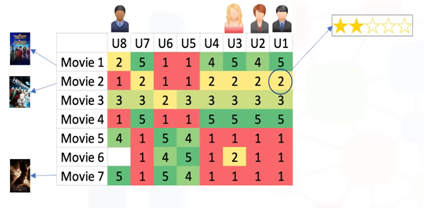 U8 U7 U6 U5 U4 U3 U2 U1
Movie 1 2 5 1 1 4 5 4 5
Movie 2 1 2 1 1 2 2 2 2
Movie 3 3 3 2 3 3 3 3 3
Movie 4 1 5 1 1 5 5 5 5
Movie 5 4 1 5 4 1 1 1 1
Movie 6 1 4 5 1 2 1 1
Movie 7 5 1 5 4 1 1 1 1